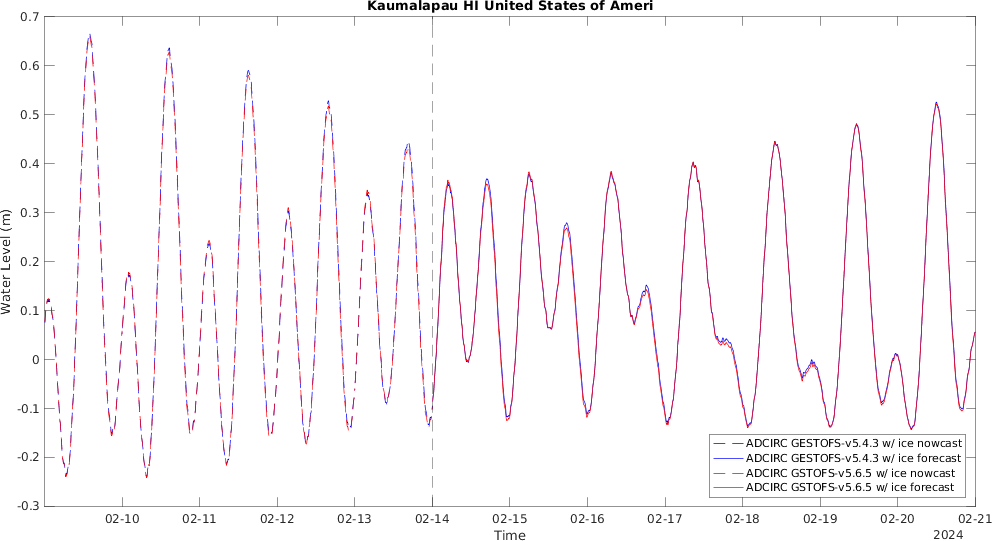 Kaumalapau HI United States of Ameri
0.7
0.6
0.5
0.4
0.3
0.2
0.1
0
-0.1
-0.2
-0.3
Water Level (m)
ADCIRC GESTOFS-v5.4.3 w/ ice nowcast
ADCIRC GESTOFS-v5.4.3 w/ ice forecast
ADCIRC GSTOFS-v5.6.5 w/ ice nowcast
ADCIRC GSTOFS-v5.6.5 w/ ice forecast
02-10 02-11 02-12 02-13 02-14 02-15 02-16 02-17 02-18 02-19 02-20 02-21
Time
2024